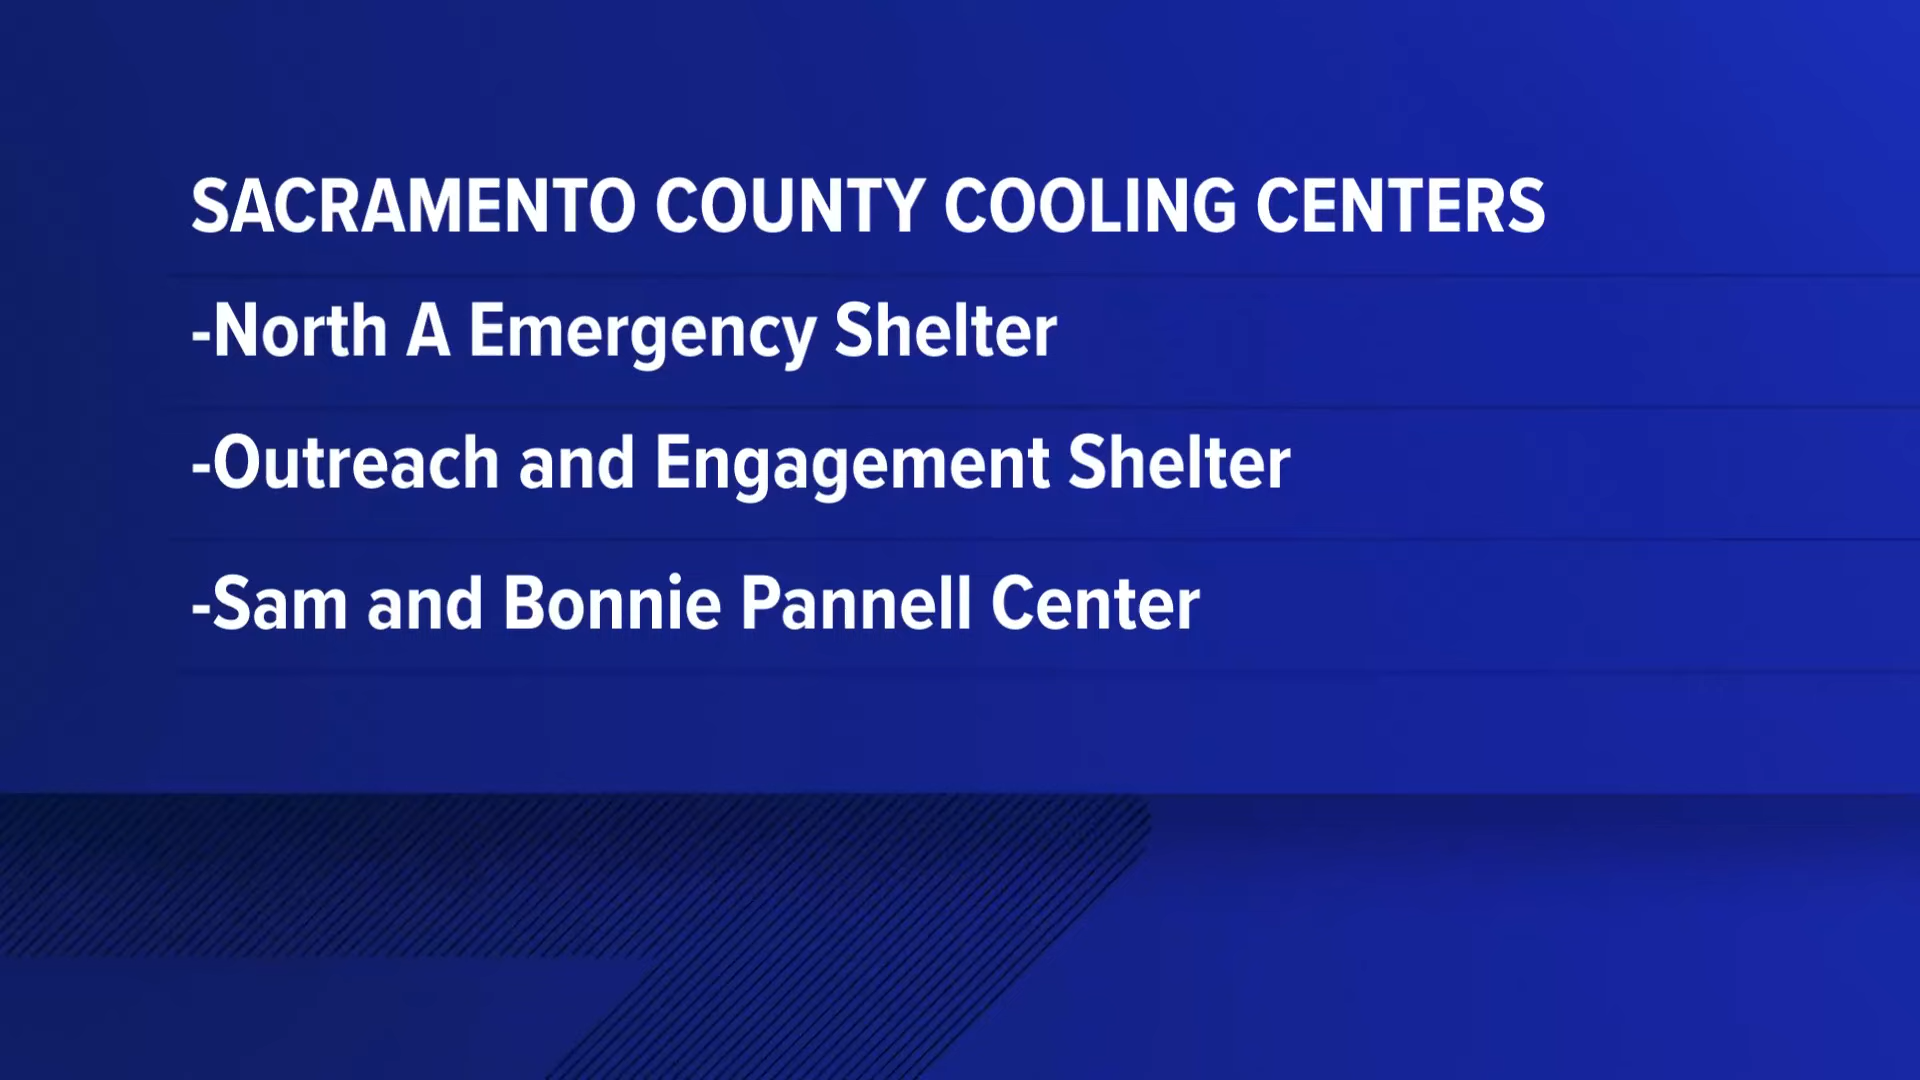 SACRAMENTO COUNTY COOLING CENTERS
-North A Emergency Shelter
-Outreach and Engagement Shelter
-Sam and Bonnie Pannell Center